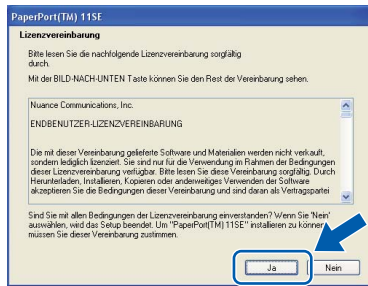 PaperPort(TM) 11SE
Lizenzvereinbarung
Bitte lesen Sie die nachfolgende Lizenzvereinbarung sorgfältig
durch.
Mit der BILD-NACH-UNTEN Taste können Sie den Rest der Vereinbarung sehen.
Nuance Communications, Inc.
ENDBENUTZER-LIZENZVEREINBARUNG
Die mit dieser Vereinbarung gelieferte Software und Materialien werden nicht verkauft,
sondern lediglich lizenziert. Sie sind nur für die Verwendung im Rahmen der Bedingungen
dieser Lizenzvereinbarung verfügbar. Bitte lesen Sie diese Vereinbarung sorgfältig. Durch
Herunterladen, Installieren, Kopieren oder anderweitiges Verwenden der Software
akzeptieren Sie die Bedingungen dieser Vereinbarung und sind daran als Vertragspartei
Sind Sie mit allen Bedingungen der Lizenzvereinbarung einverstanden? Wenn Sie 'Nein'
auswählen, wird das Setup beendet. Um "PaperPort(TM) 11SE" installieren zu können
müssen Sie dieser Vereinbarung zustimmen.
Ja
Nein